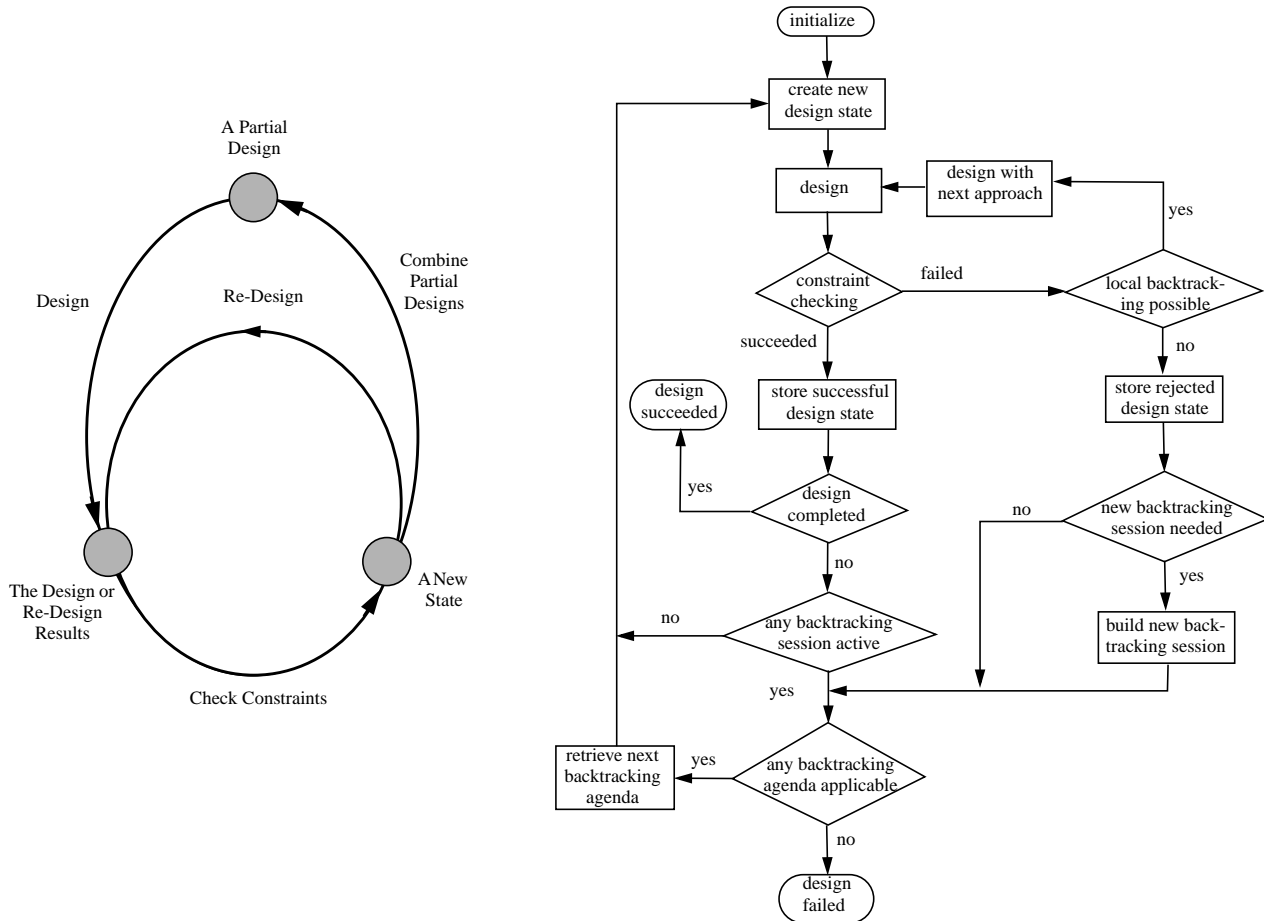 A Partial
Design
Design
Re-Design
Combine
Partial
Designs
The Design or
Re-Design
Results
A New
State
Check Constraints
initialize
create new
design state
design
design with
next approach
yes
constraint
checking
failed
local backtrack-
ing possible
succeeded
no
design
succeeded
store successful
design state
store rejected
design state
yes
design
completed
no
new backtracking
session needed
no
yes
no
any backtracking
session active
build new back-
tracking session
yes
retrieve next
backtracking
agenda
yes
any backtracking
agenda applicable
no
design
failed